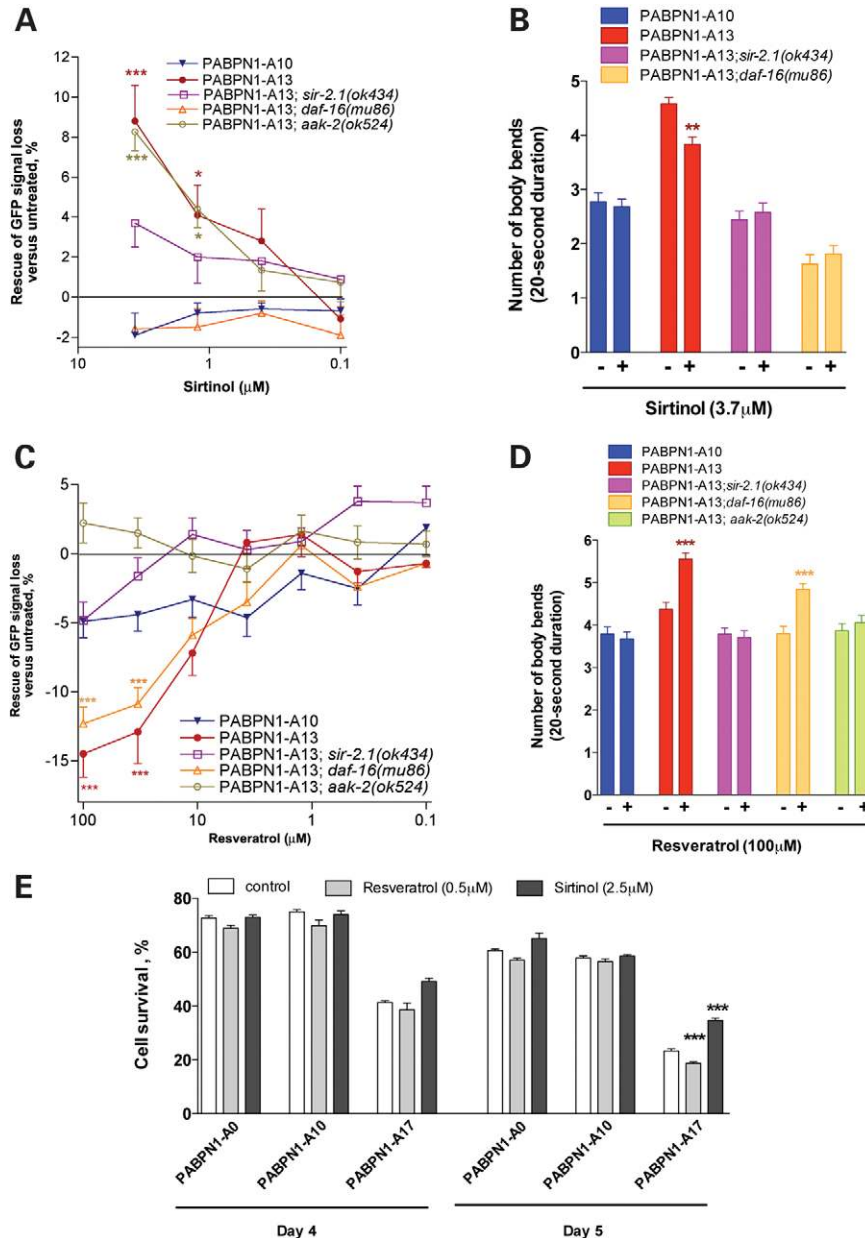 A
PABPN1-A10
PABPN1-A13
PABPN1-A13; sir-2.1(ok434)
PABPN1-A13; daf-16(mu86)
PABPN1-A13; aak-2(ok524)
Rescue of GFP signal loss
versus untreated, %
12
10
8
6
4
2
0
-2
***
***
*
*
10
1
0.1
Sirtinol (µM)
B
PABPN1-A10
PABPN1-A13
PABPN1-A13;sir-2.1(ok434)
PABPN1-A13;daf-16(mu86)
Number of body bends
(20-second duration)
5
4
3
2
1
0
**
- + - + - + - +
Sirtinol (3.7µM)
C
Rescue of GFP signal loss
versus untreated, %
5
0
-5
-10
-15
***
***
***
***
PABPN1-A10
PABPN1-A13
PABPN1-A13; sir-2.1(ok434)
PABPN1-A13; daf-16(mu86)
PABPN1-A13; aak-2(ok524)
100
10
1
0.1
Resveratrol (µM)
D
PABPN1-A10
PABPN1-A13
PABPN1-A13;sir-2.1(ok434)
PABPN1-A13;daf-16(mu86)
PABPN1-A13; aak-2(ok524)
Number of body bends
(20-second duration)
6
5
4
3
2
1
0
***
***
- + - + - + - + - +
Resveratrol (100µM)
E
control
Resveratrol (0.5µM)
Sirtinol (2.5µM)
Cell survival, %
80
60
40
20
0
***
***
PABPN1-A0
PABPN1-A10
PABPN1-A17
PABPN1-A0
PABPN1-A10
PABPN1-A17
Day 4
Day 5